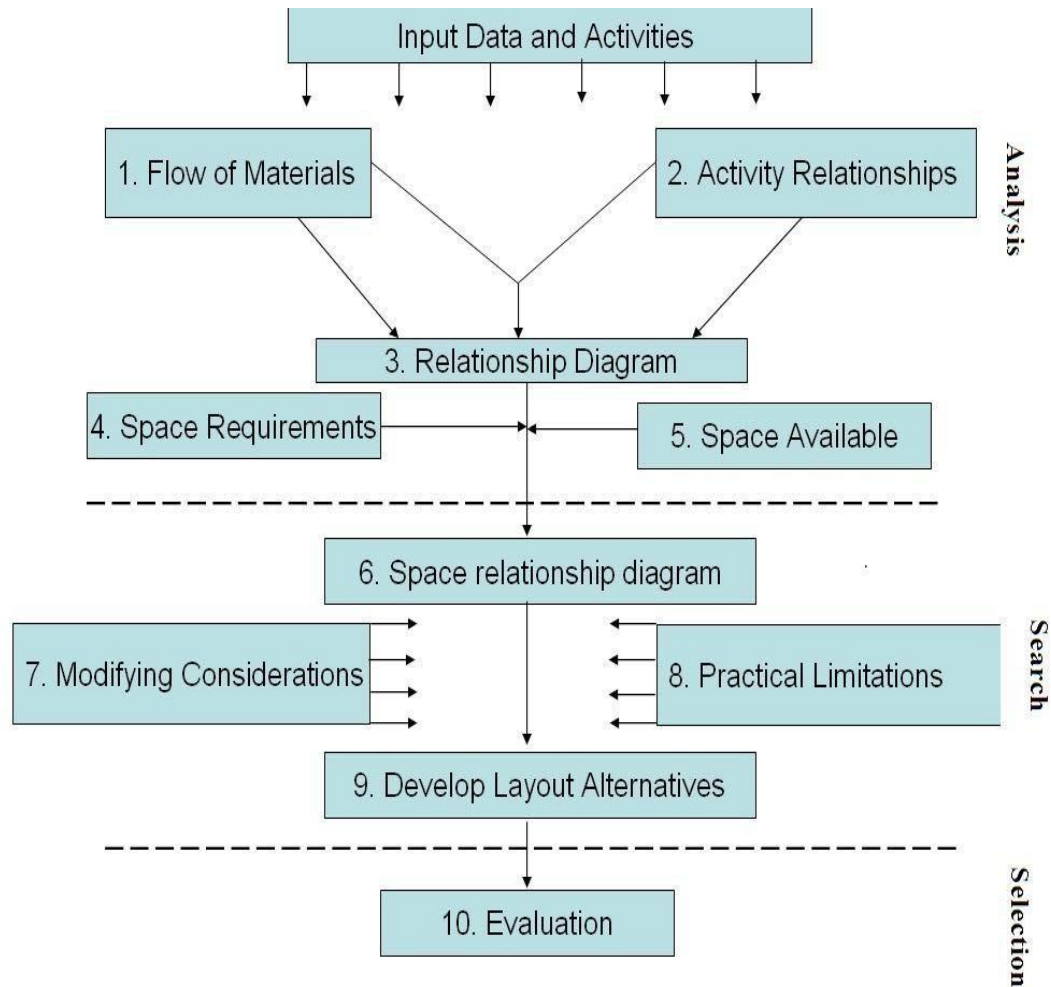 Input Data and Activities
1. Flow of Materials
2. Activity Relationships
Analysis
3. Relationship Diagram
4. Space Requirements
5. Space Available
6. Space relationship diagram
7. Modifying Considerations
8. Practical Limitations
Search
9. Develop Layout Alternatives
10. Evaluation
Selection